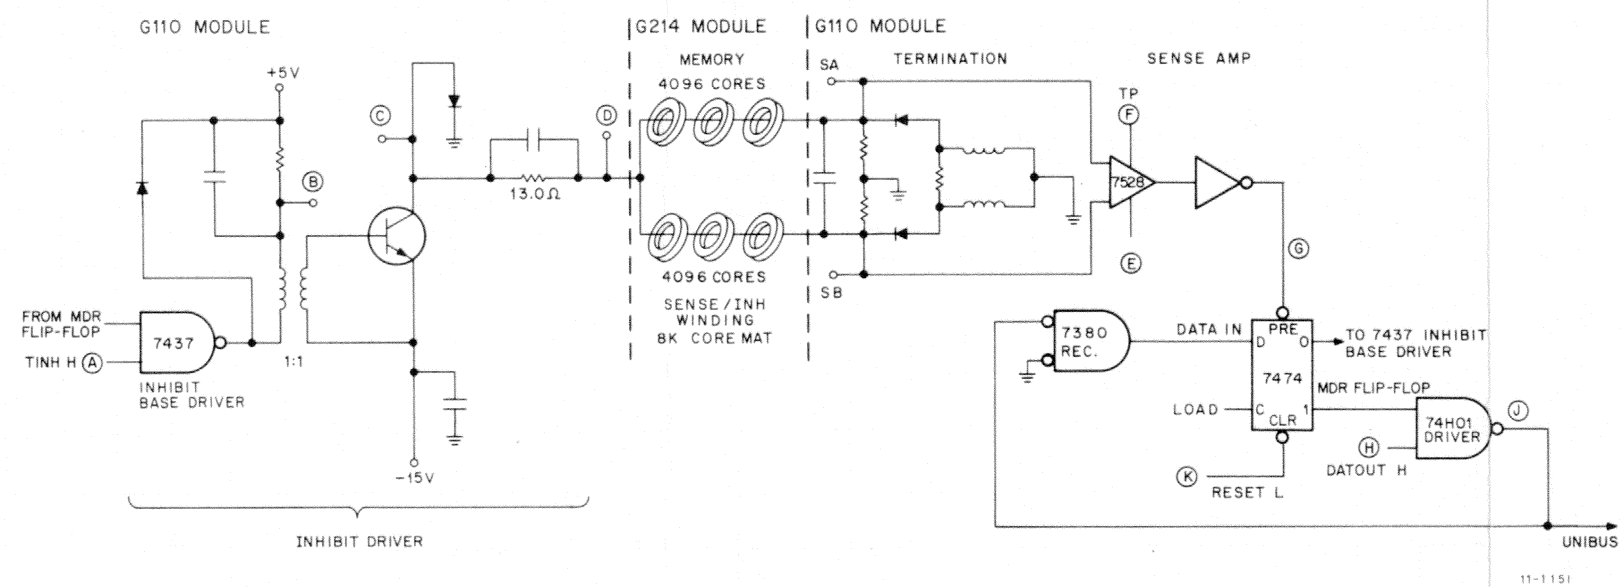 G110 MODULE
G214 MODULE
G110 MODULE
MEMORY
4096 CORES
TERMINATION
SENSE AMP
+5V
C
D
SA
TP
F
B
13.0Ω
7528
E
G
4096 CORES
SENSE/INH
WINDING
8K CORE MAT
SB
FROM MDR
FLIP-FLOP
TINH H A
7437
INHIBIT
BASE DRIVER
1:1
-15V
INHIBIT DRIVER
7380
REC.
DATA IN
PRE
D
O
7474
C
1
CLR
TO 7437 INHIBIT
BASE DRIVER
MDR FLIP-FLOP
LOAD
74H01
DRIVER
J
H
DATOUT H
K
RESET L
UNIBUS
11-1151